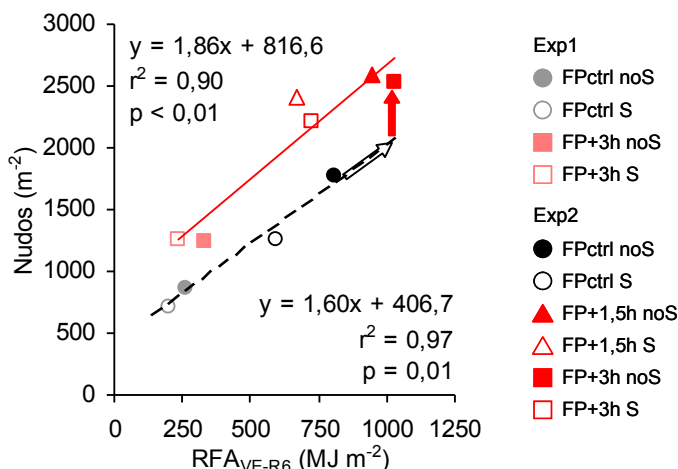 3000
2500
2000
1500
1000
500
0
Nudos (m⁻²)
y = 1,86x + 816,6
r² = 0,90
p < 0,01
y = 1,60x + 406,7
r² = 0,97
p = 0,01
0 250 500 750 1000 1250
RFA_VE-R6 (MJ m⁻²)
Exp1
FPctrl noS
FPctrl S
FP+3h noS
FP+3h S
Exp2
FPctrl noS
FPctrl S
FP+1,5h noS
FP+1,5h S
FP+3h noS
FP+3h S